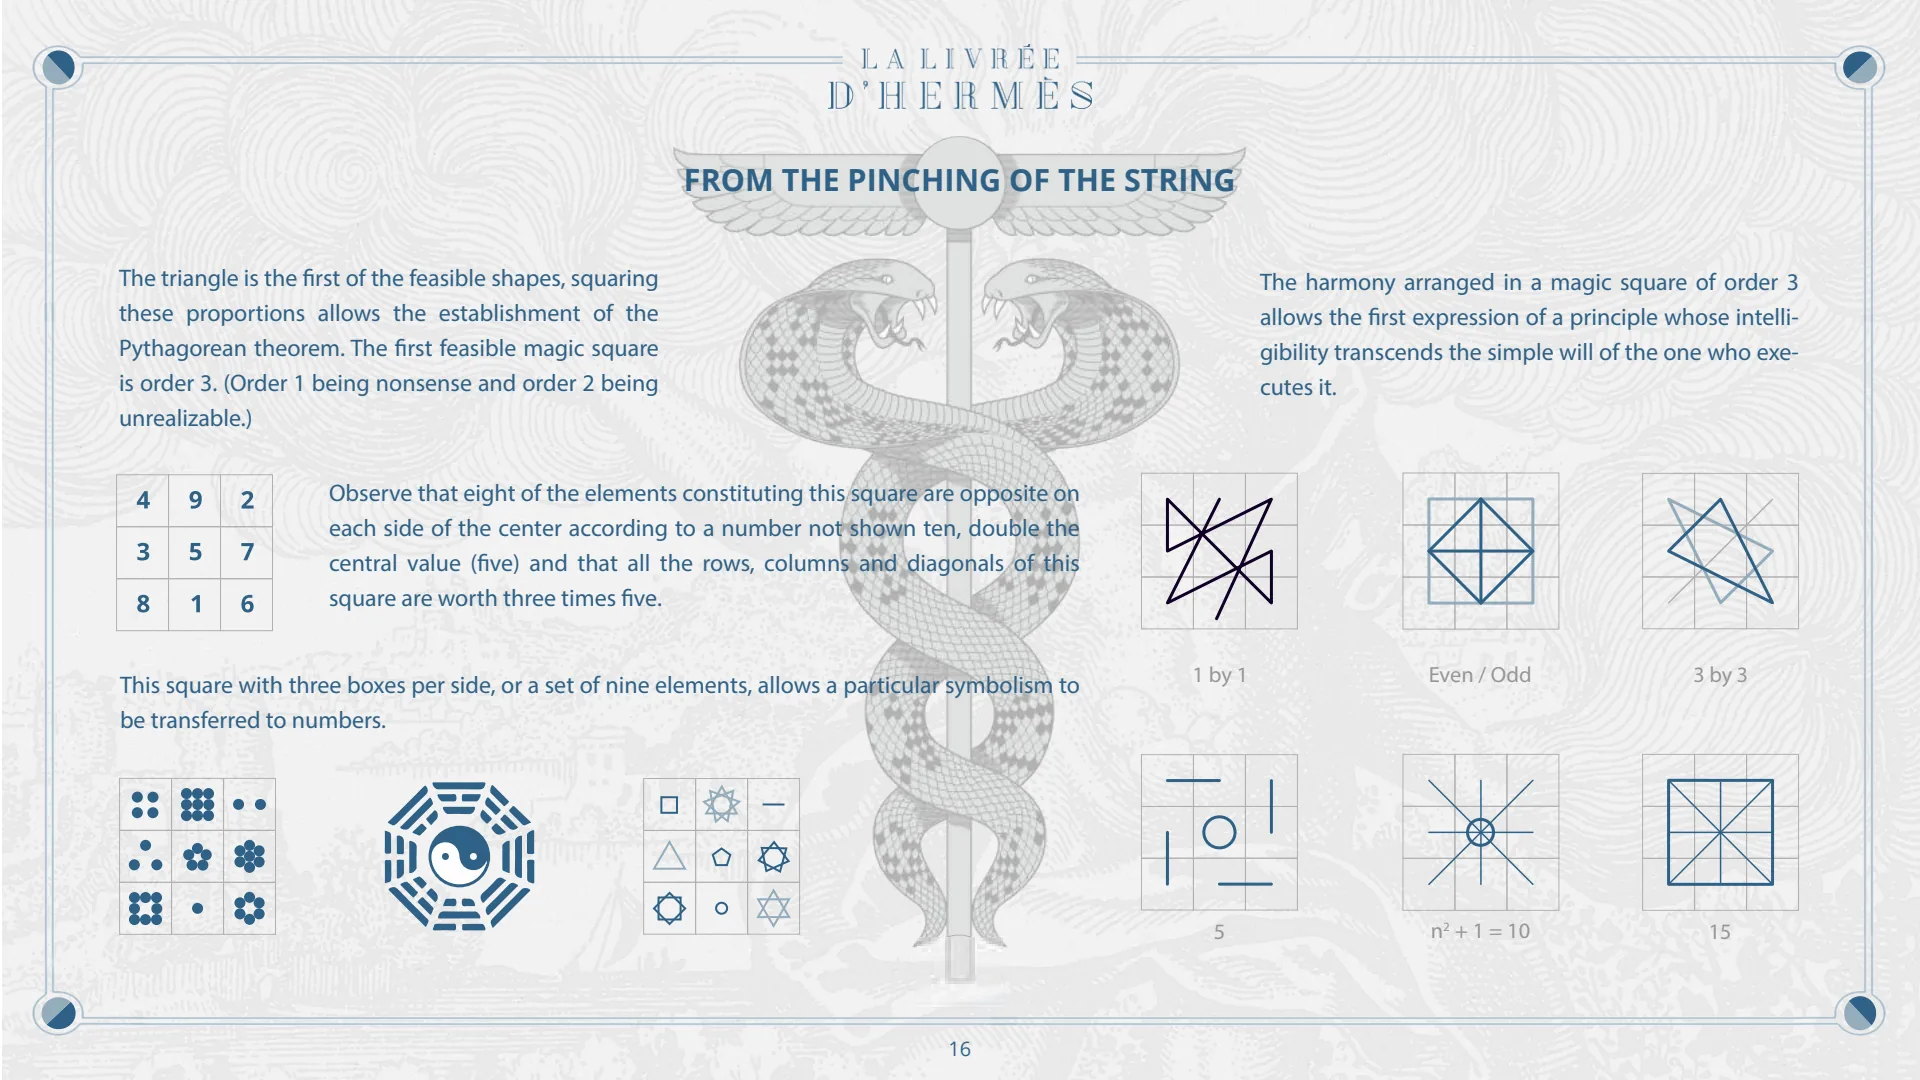 LA LIVRÉE
D'HERMÈS
FROM THE PINCHING OF THE STRING
The triangle is the first of the feasible shapes, squaring
these proportions allows the establishment of the
Pythagorean theorem. The first feasible magic square
is order 3. (Order 1 being nonsense and order 2 being
unrealizable.)
The harmony arranged in a magic square of order 3
allows the first expression of a principle whose intelli-
gibility transcends the simple will of the one who exe-
cutes it.
4 9 2
3 5 7
8 1 6
Observe that eight of the elements constituting this square are opposite on
each side of the center according to a number not shown ten, double the
central value (five) and that all the rows, columns and diagonals of this
square are worth three times five.
This square with three boxes per side, or a set of nine elements, allows a particular symbolism to
be transferred to numbers.
1 by 1
Even / Odd
3 by 3
5
n² + 1 = 10
15
16